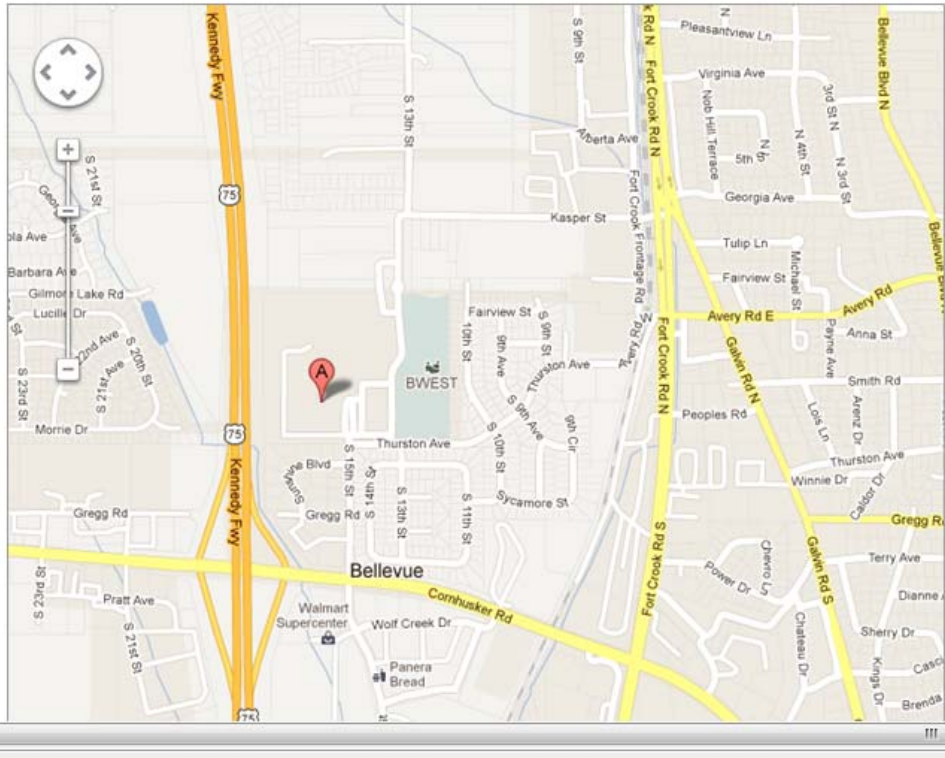 Kennedy Fwy
S 9th St
k Rd N
N
Pleasantview Ln
Bellevue Blvd N
Fort Crook Rd N
Virginia Ave
3rd St N
Nob Hill Terrace
S 13th St
Alberta Ave
N 4th St
N 3rd St
5th
S 21st St
75
Georgia Ave
Kasper St
ola Ave
Fort Crook Frontage Rd
Tulip Ln
Barbara Ave
Michael St
Fairview St
Gilmore Lake Rd
Avery Rd
Lucille Dr
Fairview St
Avery Rd E
Anna St
22nd Ave
S 20th St
10th St
9th Ave
S 9th St
Avery Rd
W
Fort Crook Rd N
Galvin Rd N
Payne Ave
A
BWEST
Thurston Ave
Smith Rd
S 23rd St
S 21st Ave
S 9th Ave
9th Cir
Peoples Rd
Lois Ln
Arenz Dr
Morrie Dr
75
Thurston Ave
S 10th St
Thurston Ave
Kennedy Fwy
S 15th St
S 14th St
Winnie Dr
Caldor Dr
Gregg Rd
Gregg Rd
S 13th St
S 11th St
Sycamore St
Gregg R
Fort Crook Rd S
Galvin Rd S
Terry Ave
Bellevue
Power Dr
S 23rd St
Pratt Ave
Cornhusker Rd
Dianne
Walmart
Supercenter
Wolf Creek Dr
Chateau Dr
Sherry Dr
S 21st St
Panera
Bread
Kings Dr
Casc
Brenda
75